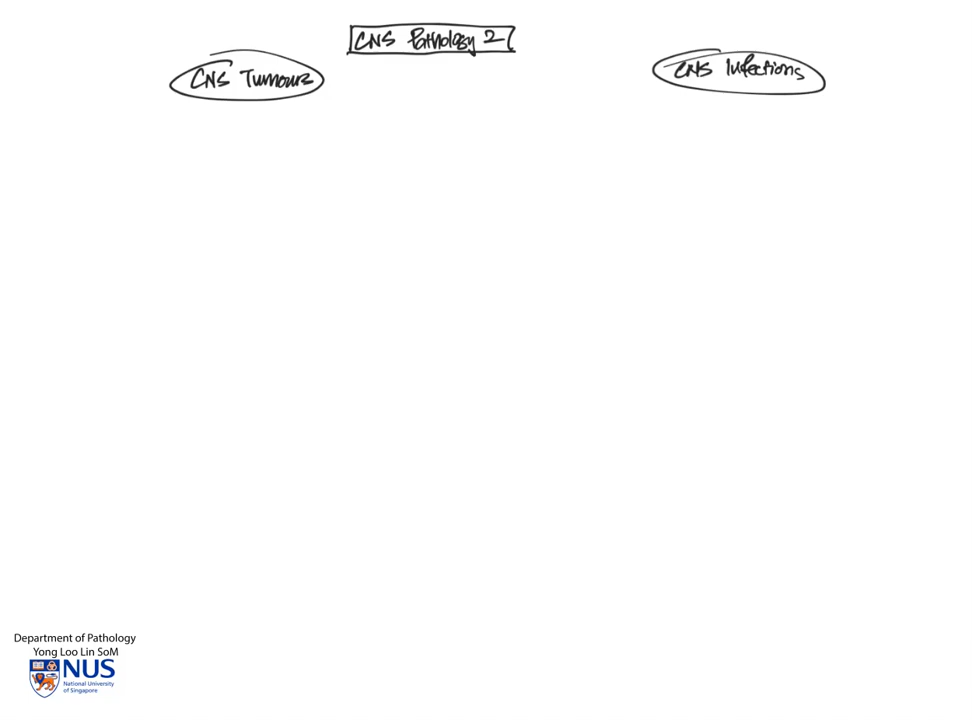 CNS Pathology 2
CNS Tumours
CNS Infections
Department of Pathology
Yong Loo Lin SoM
NUS
National University
of Singapore